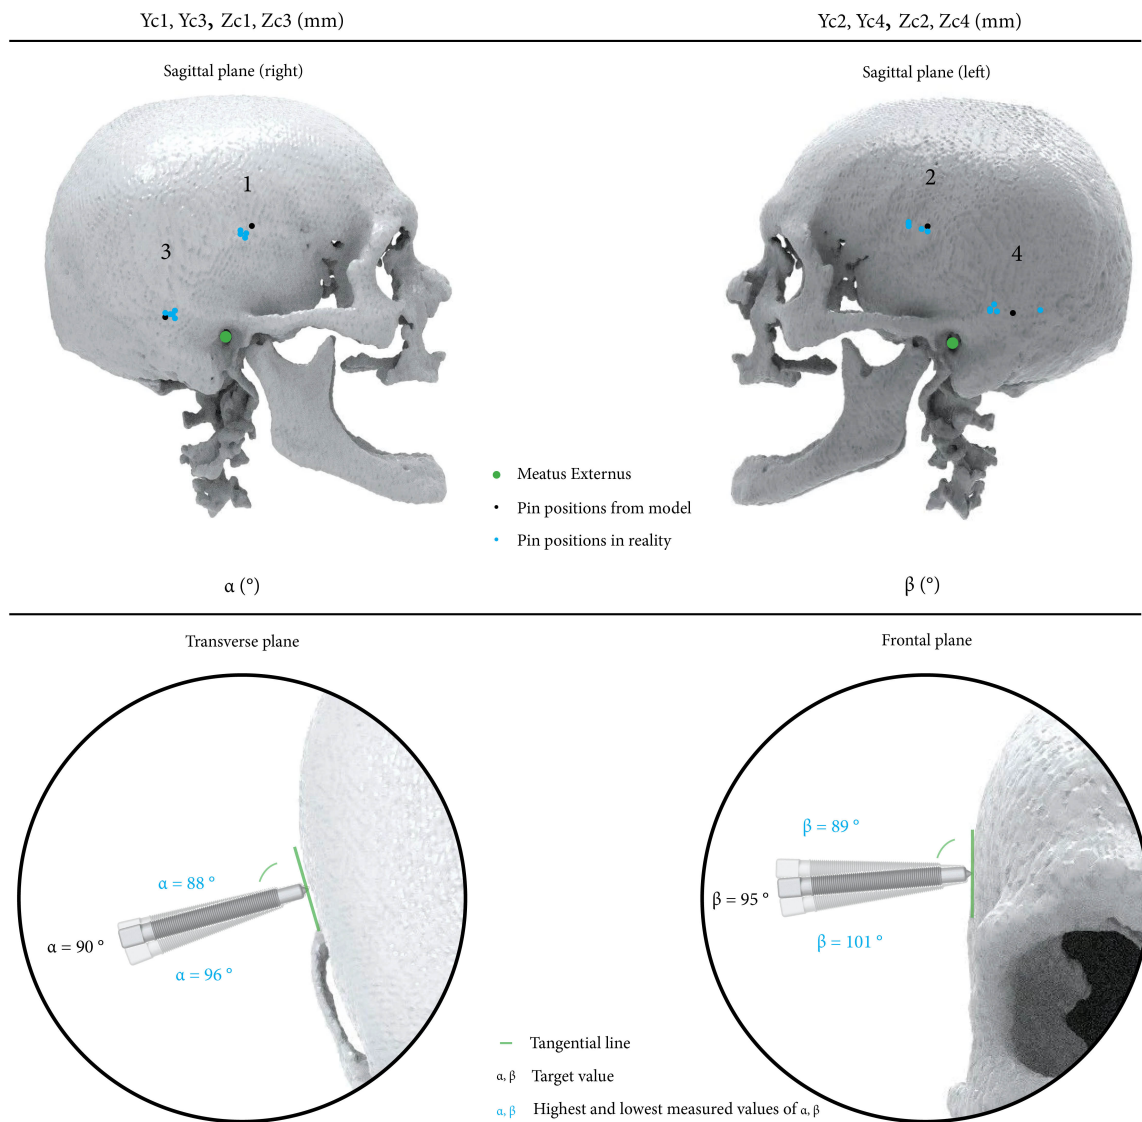 Yc1, Yc3, Zc1, Zc3 (mm)
Yc2, Yc4, Zc2, Zc4 (mm)
Sagittal plane (right)
Sagittal plane (left)
1
3
2
4
Meatus Externus
Pin positions from model
Pin positions in reality
α (°)
β (°)
Transverse plane
Frontal plane
α = 88 °
α = 90 °
α = 96 °
β = 89 °
β = 95 °
β = 101 °
Tangential line
α, β Target value
α, β Highest and lowest measured values of α, β